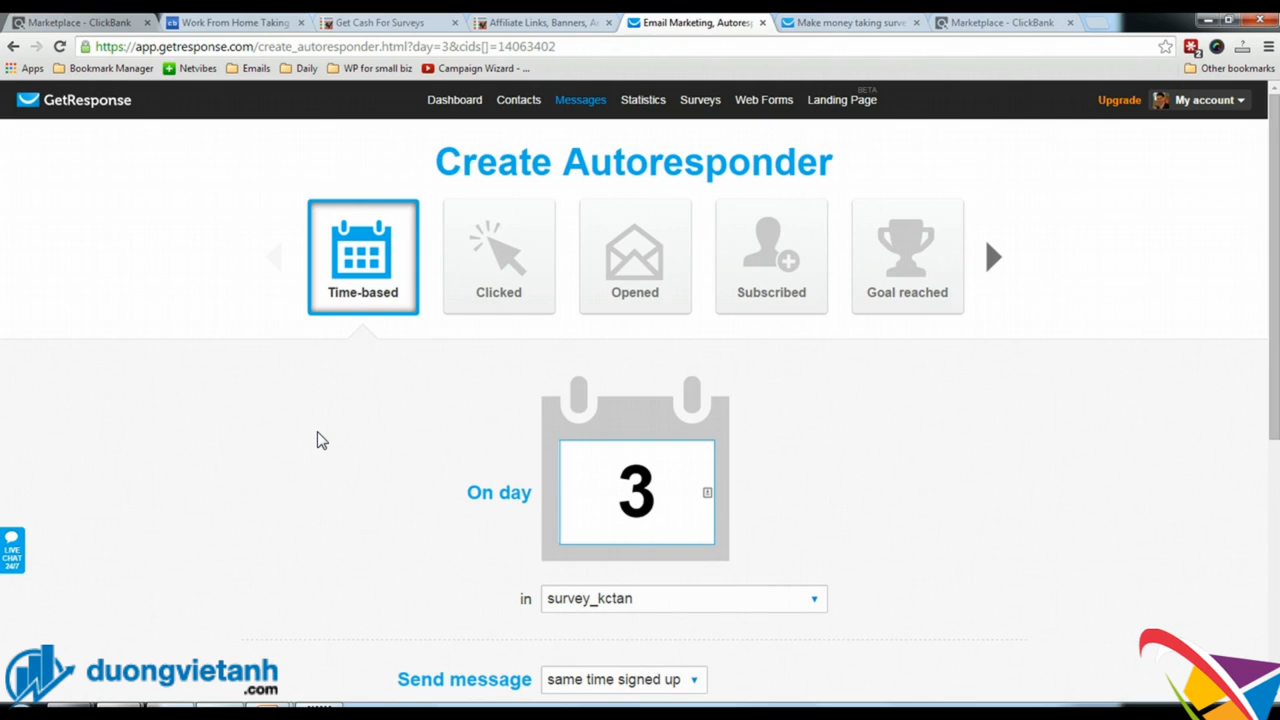 Marketplace - ClickBank
Work From Home Taking
Get Cash For Surveys
Affiliate Links, Banners, A
Email Marketing, Autores
Make money taking surve
Marketplace - ClickBank
https://app.getresponse.com/create_autoresponder.html?day=3&cids[]=14063402
2
Apps
Bookmark Manager
Netvibes
Emails
Daily
WP for small biz
Campaign Wizard - ...
Other bookmarks
GetResponse
Dashboard
Contacts
Messages
Statistics
Surveys
Web Forms
BETA
Landing Page
Upgrade
My account
Create Autoresponder
Time-based
Clicked
Opened
Subscribed
Goal reached
On day
3
LIVE
CHAT
24/7
in
survey_kctan
Send message
same time signed up
duongvietanh
.com